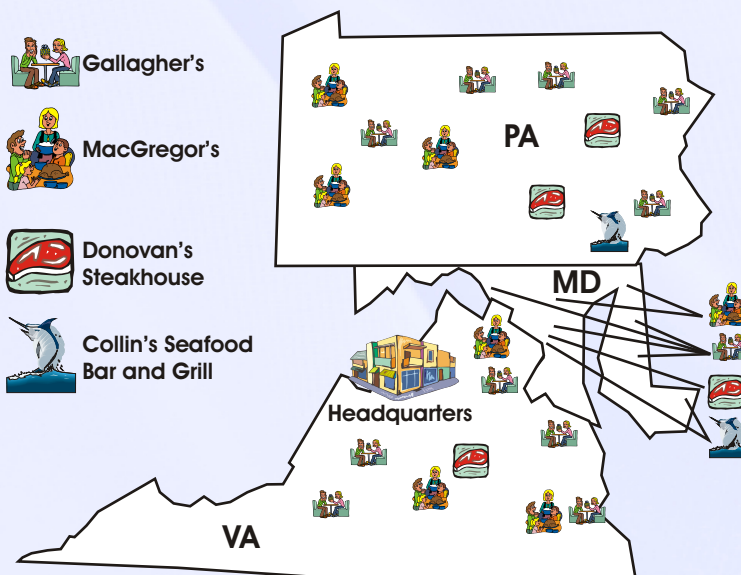 Gallagher's
MacGregor's
Donovan's
Steakhouse
Collin's Seafood
Bar and Grill
PA
MD
Headquarters
VA